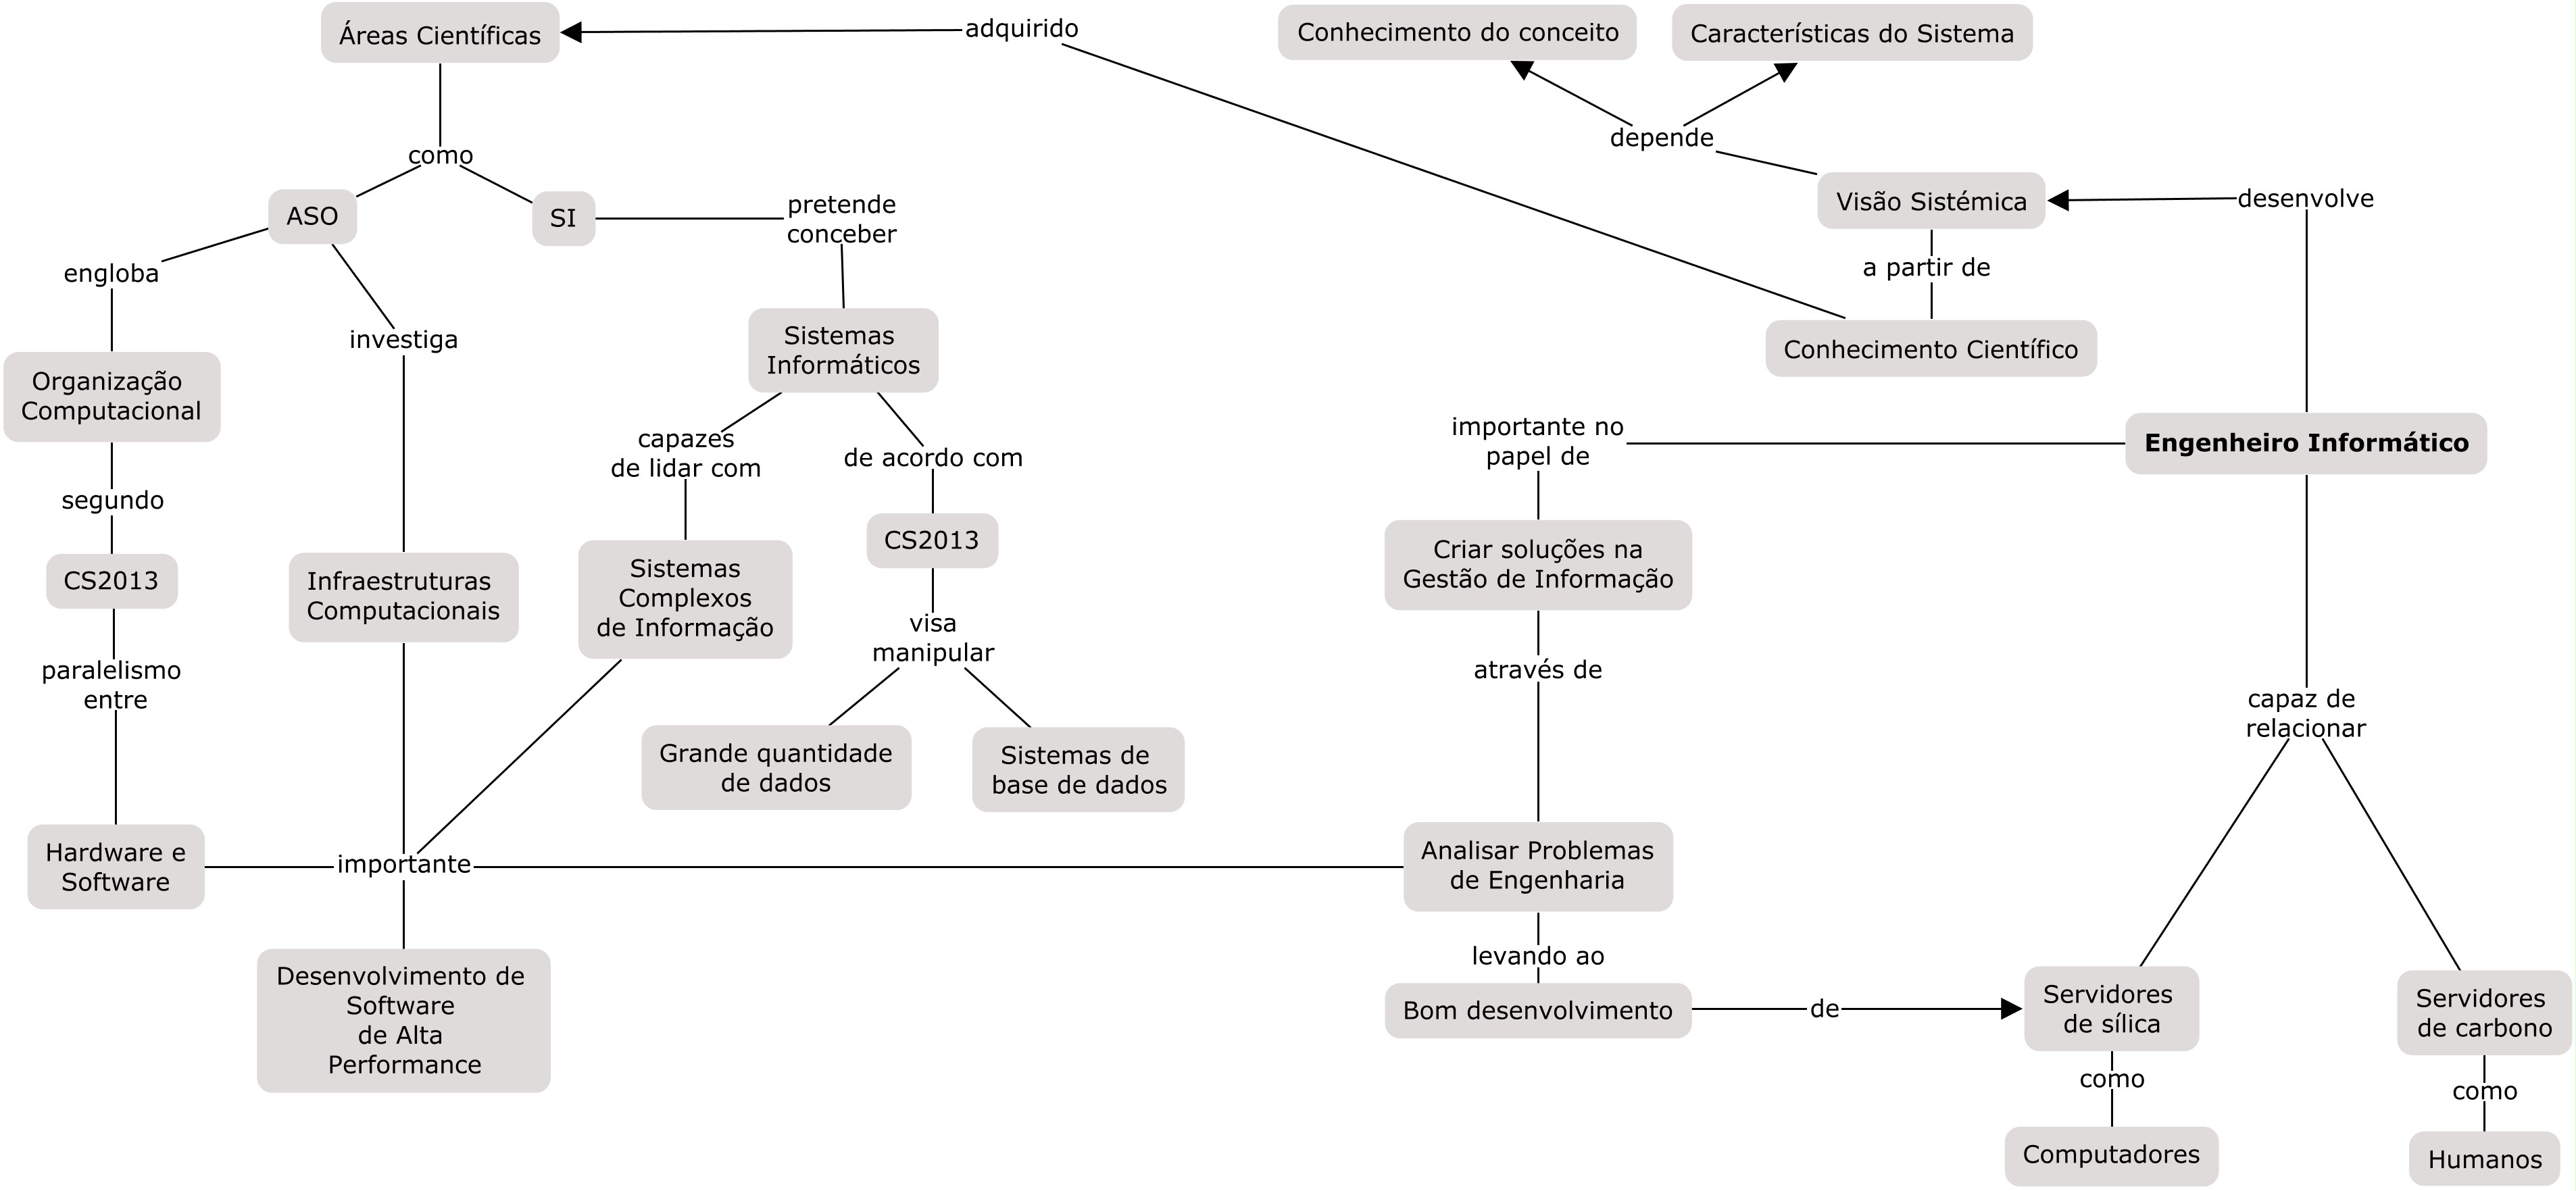 Áreas Científicas
adquirido
Conhecimento do conceito
Características do Sistema
depende
como
ASO
SI
pretende
conceber
Visão Sistémica
desenvolve
engloba
a partir de
investiga
Sistemas
Informáticos
Conhecimento Científico
Organização
Computacional
capazes
de lidar com
de acordo com
importante no
papel de
Engenheiro Informático
segundo
CS2013
CS2013
Infraestruturas
Computacionais
Sistemas
Complexos
de Informação
Criar soluções na
Gestão de Informação
visa
manipular
paralelismo
entre
através de
capaz de
relacionar
Grande quantidade
de dados
Sistemas de
base de dados
Hardware e
Software
importante
Analisar Problemas
de Engenharia
levando ao
Desenvolvimento de
Software
de Alta
Performance
Bom desenvolvimento
de
Servidores
de sílica
Servidores
de carbono
como
como
Computadores
Humanos